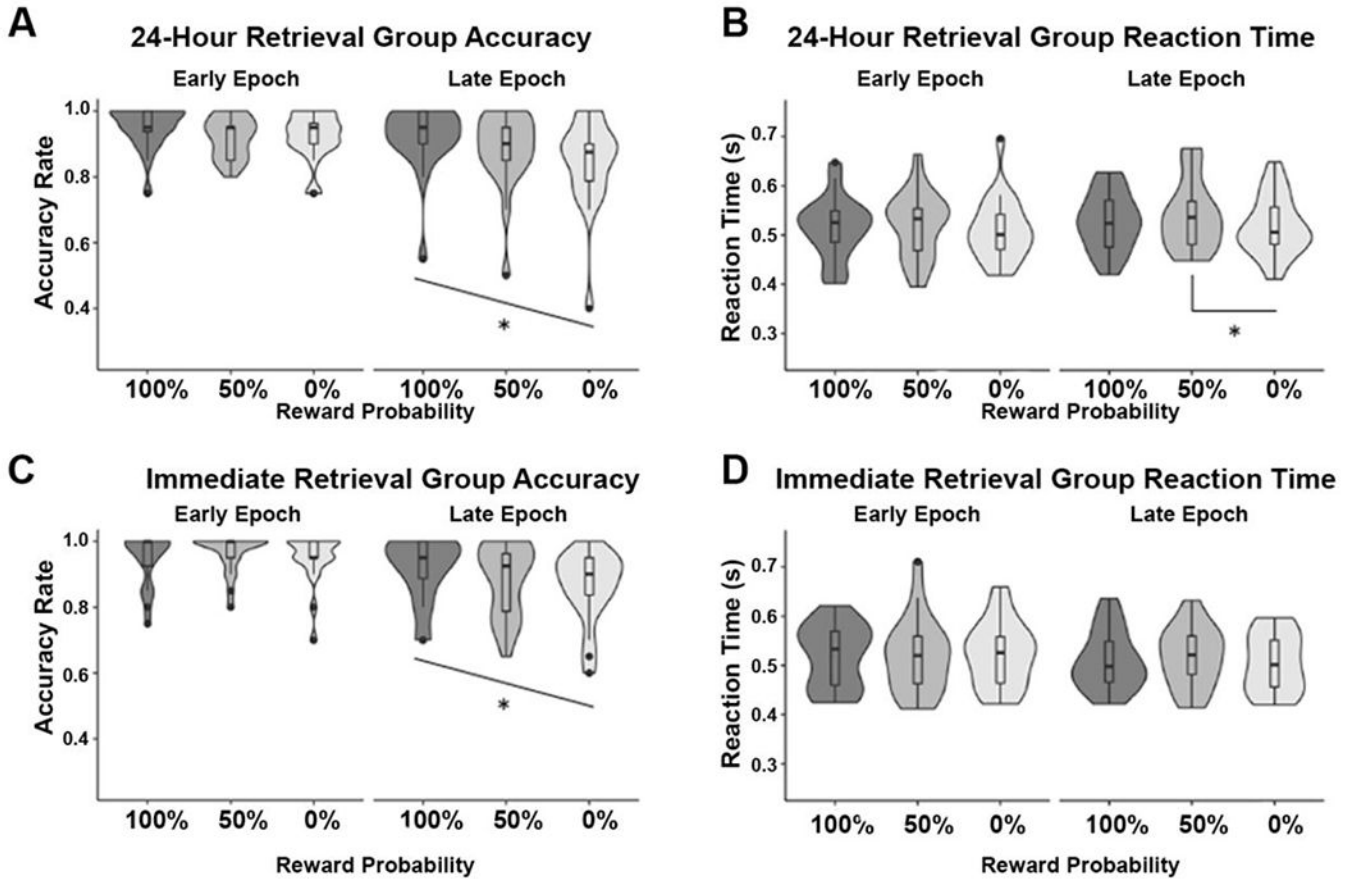 A
24-Hour Retrieval Group Accuracy
Early Epoch
Late Epoch
Accuracy Rate
1.0
0.8
0.6
0.4
100%
50%
0%
100%
50%
0%
Reward Probability
*
B
24-Hour Retrieval Group Reaction Time
Early Epoch
Late Epoch
Reaction Time (s)
0.7
0.6
0.5
0.4
0.3
100%
50%
0%
100%
50%
0%
Reward Probability
*
C
Immediate Retrieval Group Accuracy
Early Epoch
Late Epoch
Accuracy Rate
1.0
0.8
0.6
0.4
100%
50%
0%
100%
50%
0%
Reward Probability
*
D
Immediate Retrieval Group Reaction Time
Early Epoch
Late Epoch
Reaction Time (s)
0.7
0.6
0.5
0.4
0.3
100%
50%
0%
100%
50%
0%
Reward Probability